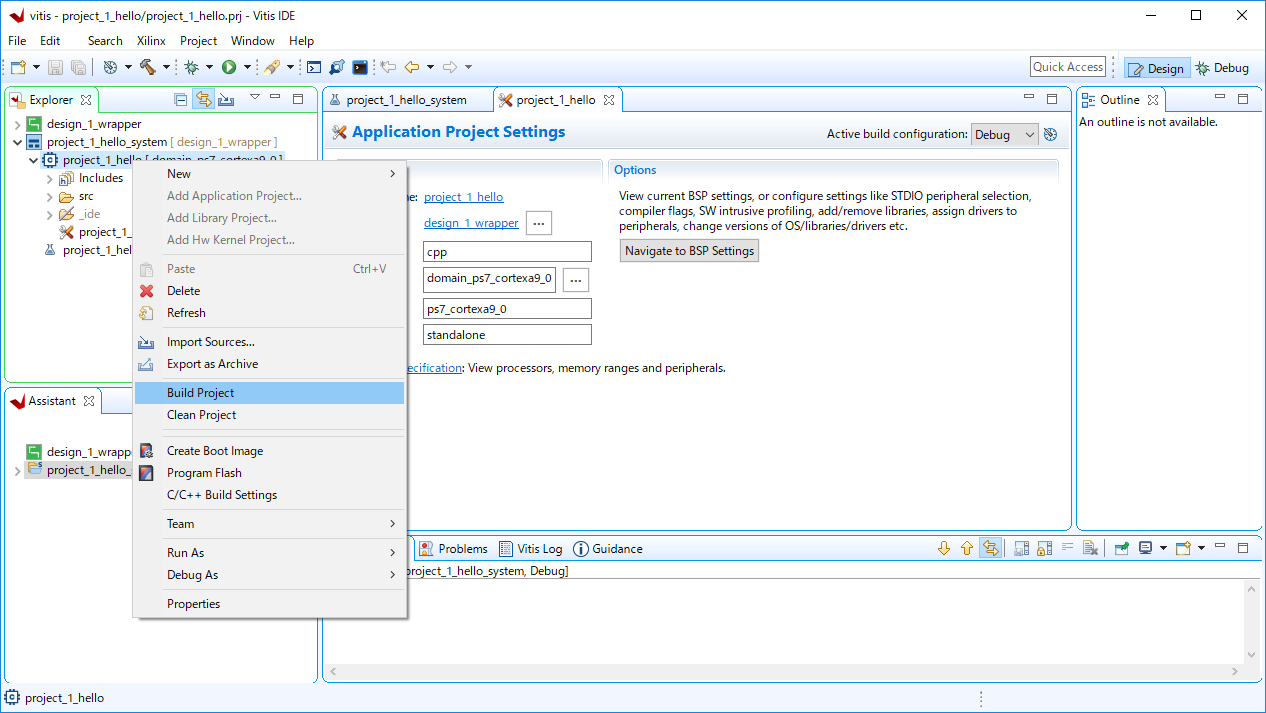 vitis - project_1_hello/project_1_hello.prj - Vitis IDE
File Edit Search Xilinx Project Window Help
Quick Access
Design
Debug
Explorer
design_1_wrapper
project_1_hello_system [ design_1_wrapper ]
project_1_hello [ domain_ps7_cortexa9_0 ]
Includes
src
_ide
project_1_
project_1_hel
New
Add Application Project...
Add Library Project...
Add Hw Kernel Project...
Paste Ctrl+V
Delete
Refresh
Import Sources...
Export as Archive
Build Project
Clean Project
Create Boot Image
Program Flash
C/C++ Build Settings
Team
Run As
Debug As
Properties
Assistant
design_1_wrapp
project_1_hello_
project_1_hello_system
project_1_hello
Application Project Settings
Active build configuration: Debug
e: project_1_hello
design_1_wrapper ...
cpp
domain_ps7_cortexa9_0 ...
ps7_cortexa9_0
standalone
ecification: View processors, memory ranges and peripherals.
Options
View current BSP settings, or configure settings like STDIO peripheral selection,
compiler flags, SW intrusive profiling, add/remove libraries, assign drivers to
peripherals, change versions of OS/libraries/drivers etc.
Navigate to BSP Settings
Outline
An outline is not available.
Problems
Vitis Log
Guidance
project_1_hello_system, Debug]
project_1_hello